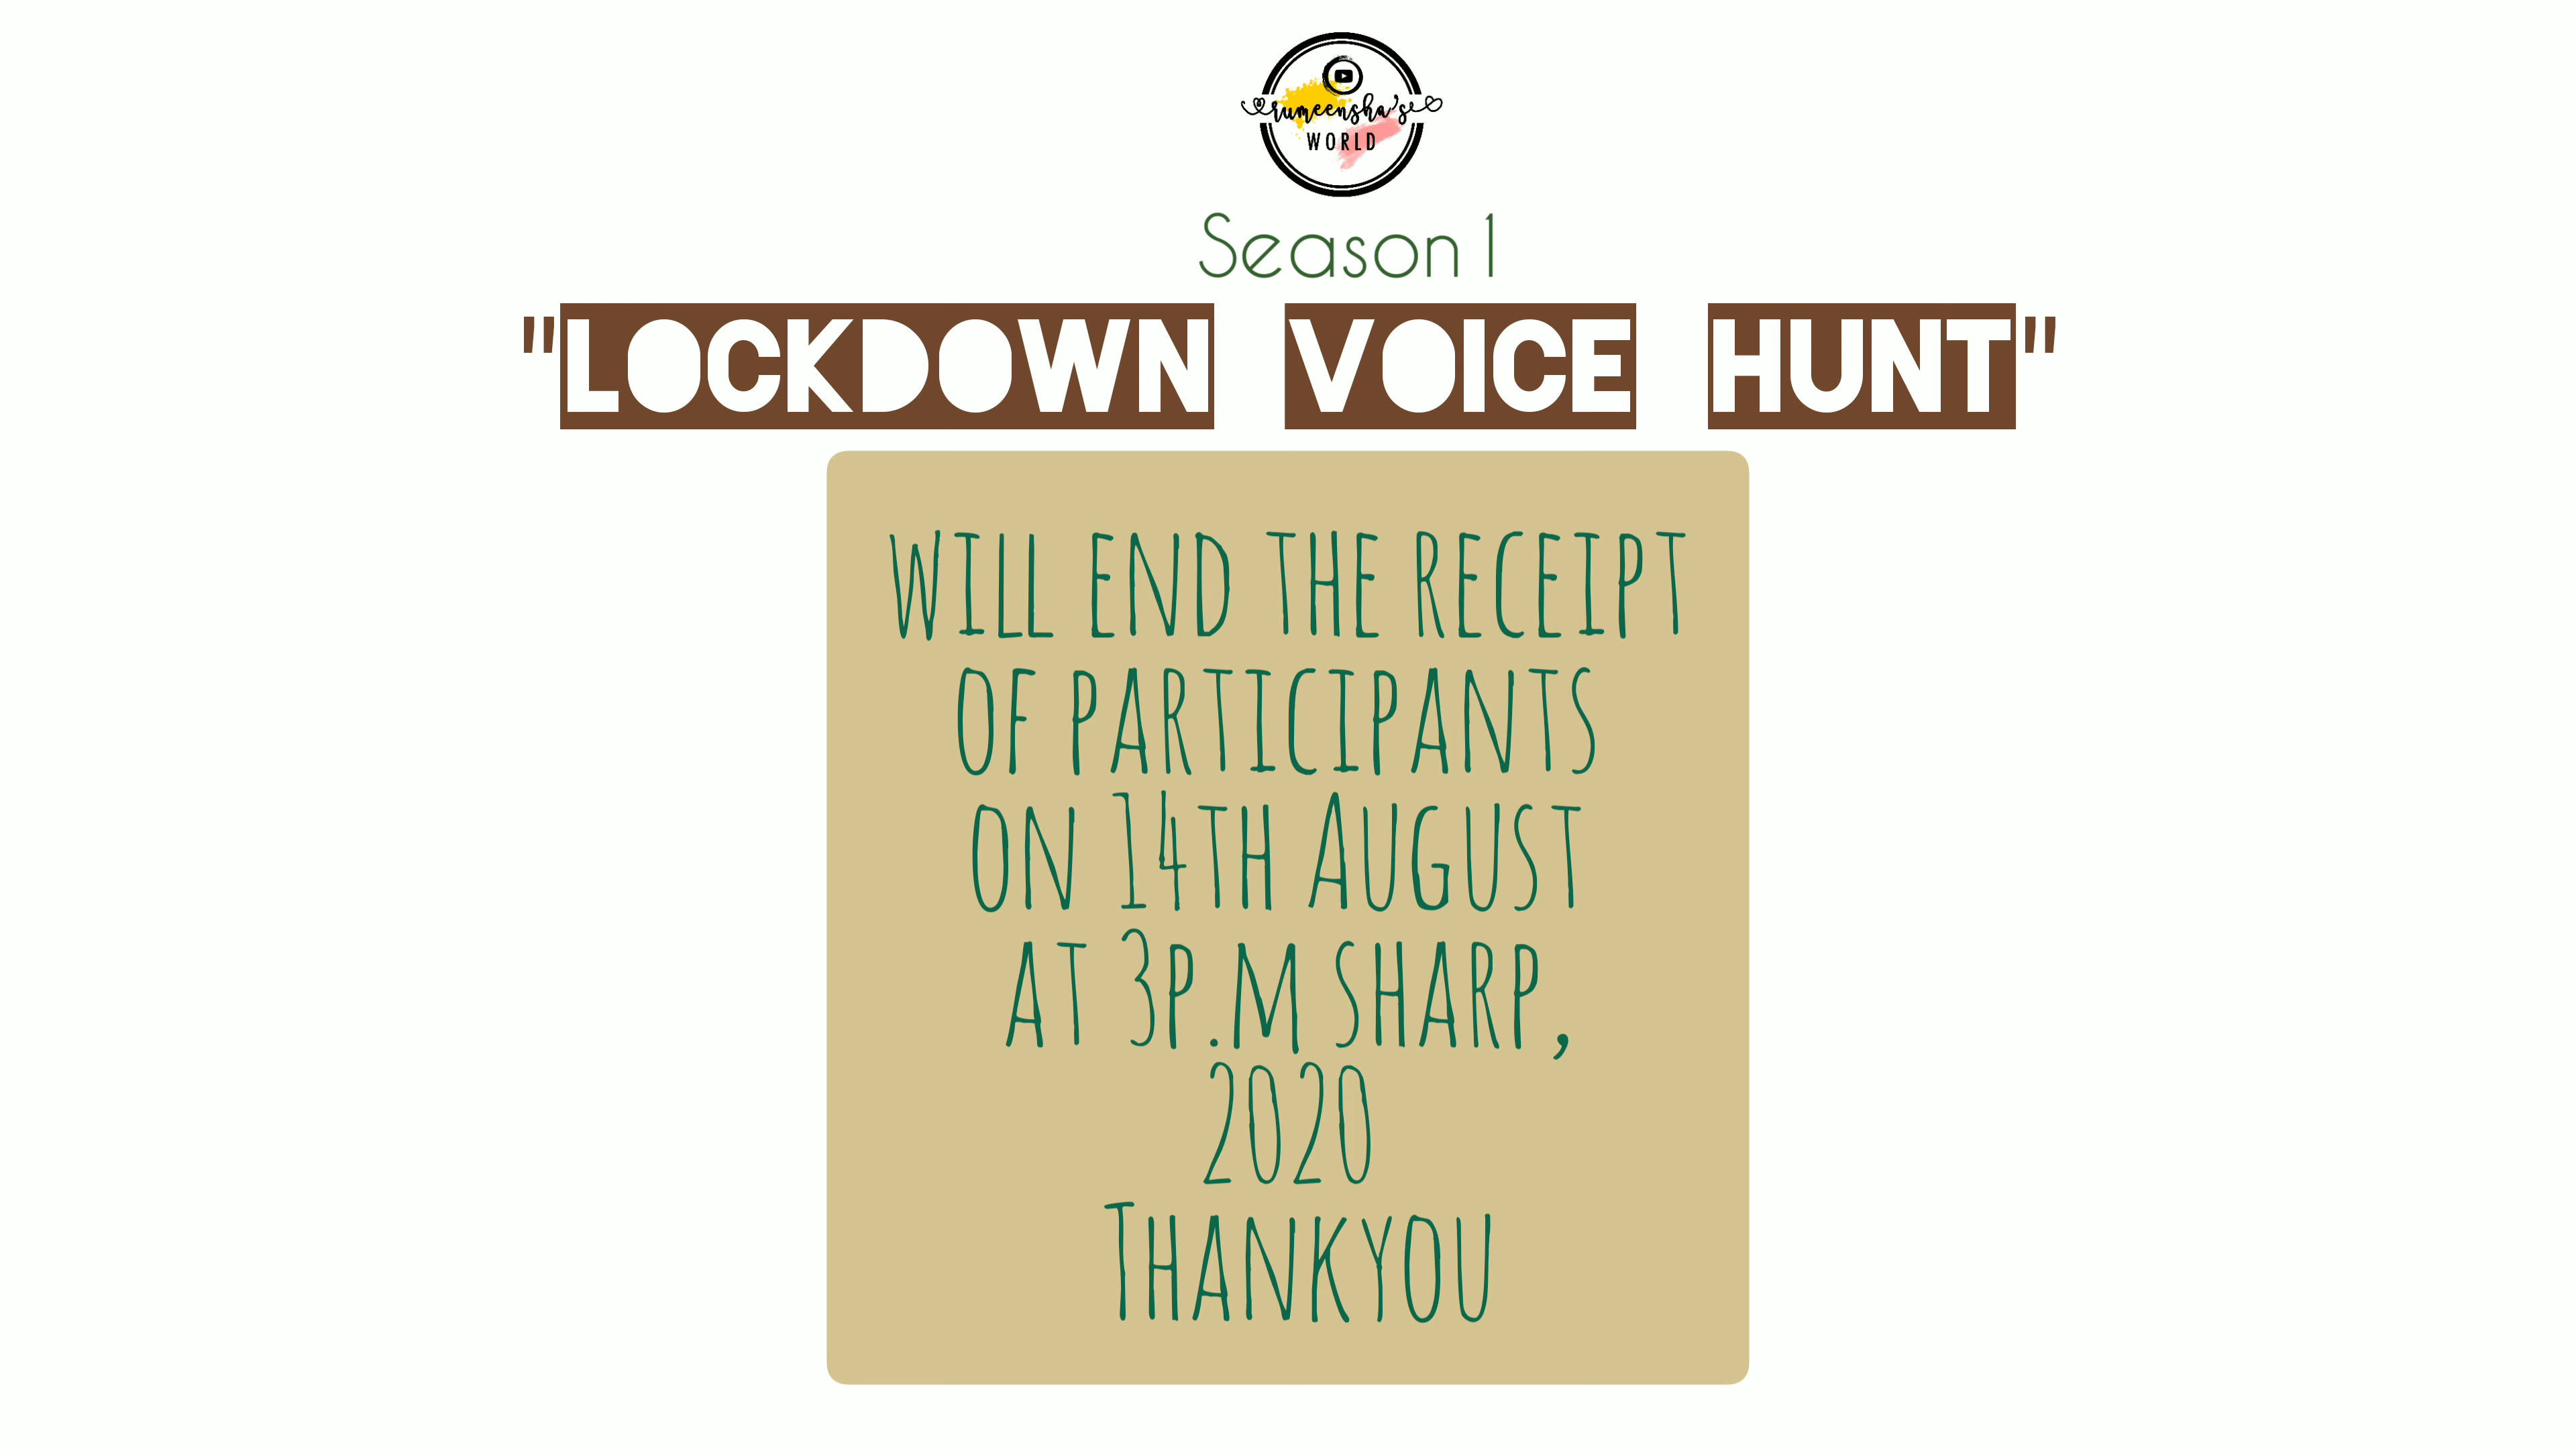 rumeensha's
WORLD
Season 1
"LOCKDOWN VOICE HUNT"
WILL END THE RECEIPT
OF PARTICIPANTS
ON 14TH AUGUST
AT 3P.M SHARP,
2020
THANKYOU